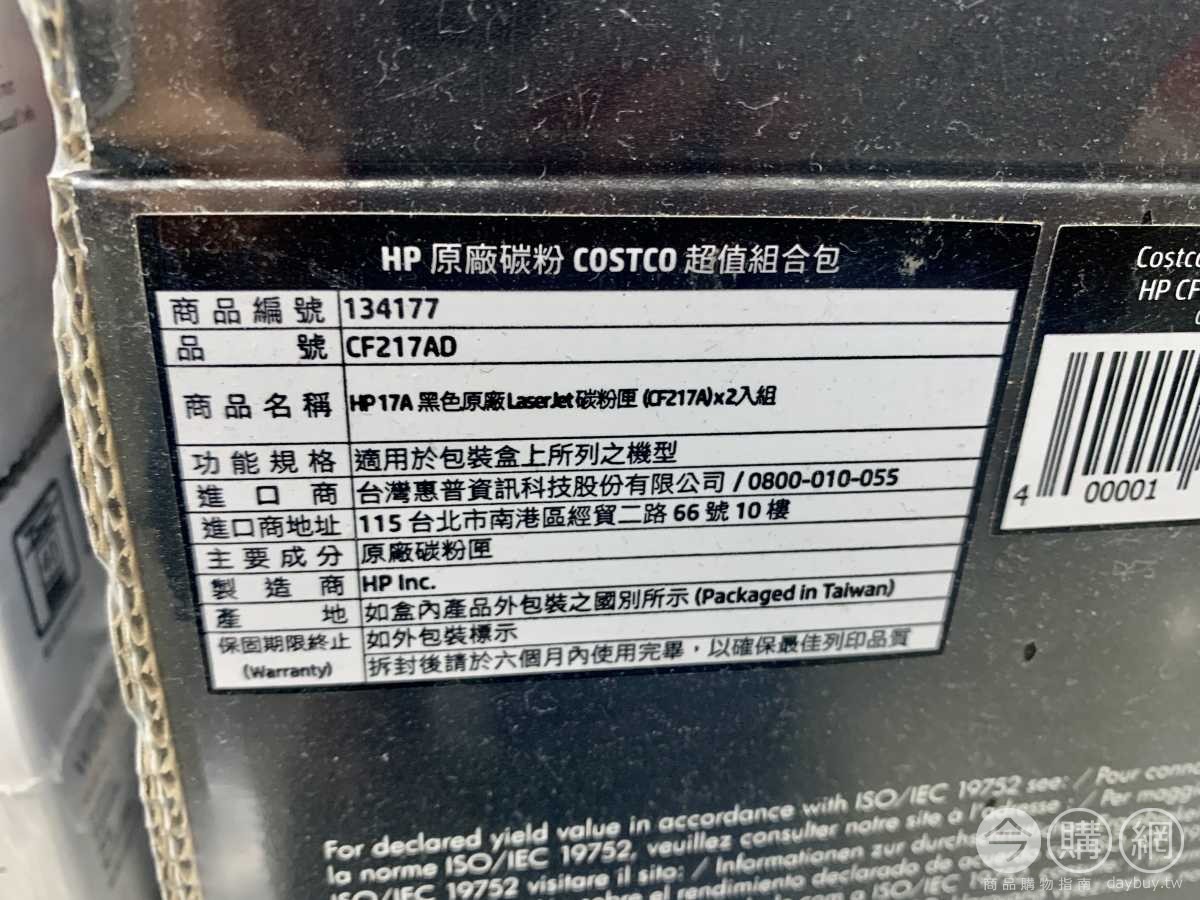 HP 原廠碳粉 COSTCO 超值組合包
商品編號 134177
品號 CF217AD
商品名稱 HP 17A 黑色原廠 LaserJet 碳粉匣 (CF217A) x 2入組
功能規格 適用於包裝盒上所列之機型
進口商 台灣惠普資訊科技股份有限公司 / 0800-010-055
進口商地址 115 台北市南港區經貿二路 66 號 10 樓
主要成分 原廠碳粉匣
製造商 HP Inc.
產地 如盒內產品外包裝之國別所示 (Packaged in Taiwan)
保固期限終止 如外包裝標示
(Warranty) 拆封後請於六個月內使用完畢，以確保最佳列印品質
Costco
HP CF
4 00001
For declared yield value in accordance with ISO/IEC 19752 see: / Pour
la norme ISO/IEC 19752, veuillez consulter notre site à l'adresse : / Per
ISO/IEC 19752 visitare il sito: / Informationen zur
el rendimiento declarado de
ISO/IEC
今購網
商品購物指南 daybuy.tw